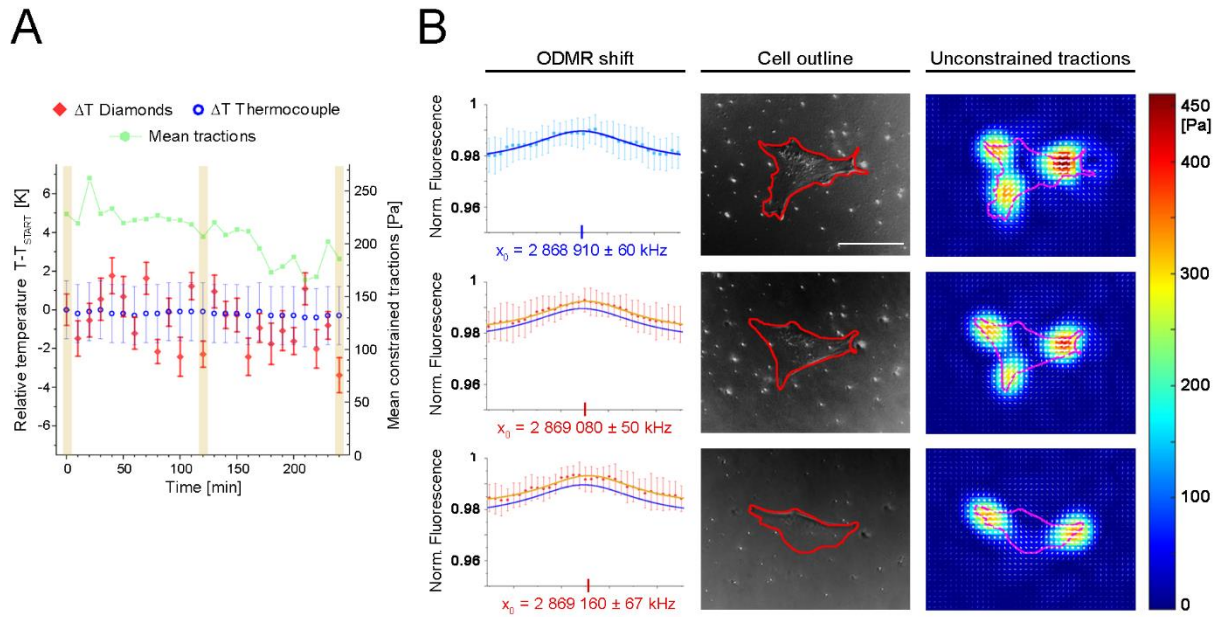 A
ΔT Diamonds
ΔT Thermocouple
Mean tractions
Relative temperature T-T_START [K]
6
4
2
0
-2
-4
-6
0
50
100
150
200
Time [min]
250
200
150
100
50
0
Mean constrained tractions [Pa]
B
ODMR shift
Cell outline
Unconstrained tractions
Norm. Fluorescence
1
0.98
0.96
x₀ = 2 868 910 ± 60 kHz
Norm. Fluorescence
1
0.98
0.96
x₀ = 2 869 080 ± 50 kHz
Norm. Fluorescence
1
0.98
0.96
x₀ = 2 869 160 ± 67 kHz
450
[Pa]
400
300
200
100
0